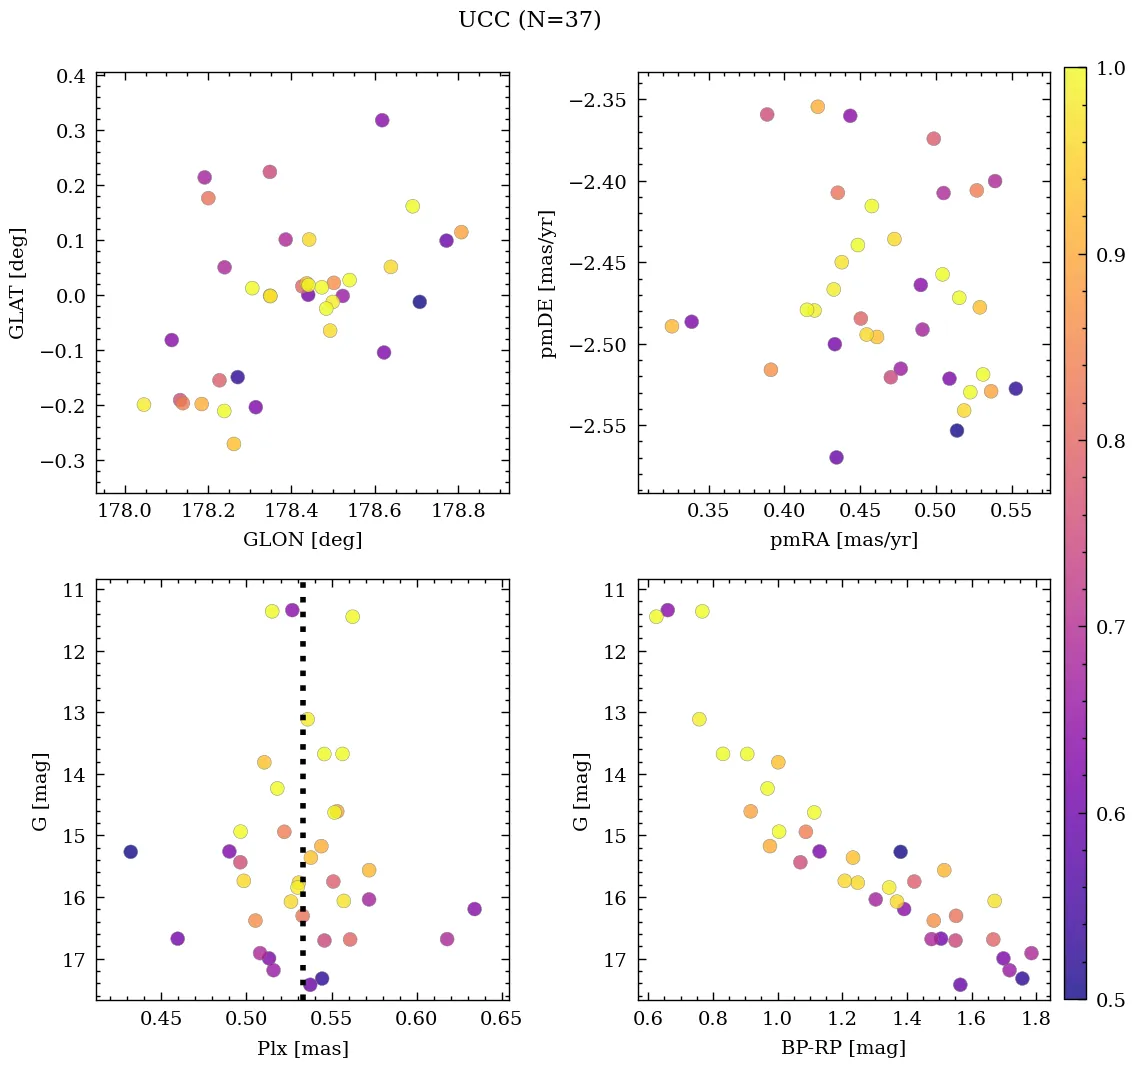 UCC (N=37)
0.4
0.3
0.2
0.1
0.0
−0.1
−0.2
−0.3
GLAT [deg]
178.0 178.2 178.4 178.6 178.8
GLON [deg]
−2.35
−2.40
−2.45
−2.50
−2.55
pmDE [mas/yr]
0.35 0.40 0.45 0.50 0.55
pmRA [mas/yr]
11
12
13
14
15
16
17
G [mag]
0.45 0.50 0.55 0.60 0.65
Plx [mas]
11
12
13
14
15
16
17
G [mag]
0.6 0.8 1.0 1.2 1.4 1.6 1.8
BP-RP [mag]
1.0
0.9
0.8
0.7
0.6
0.5